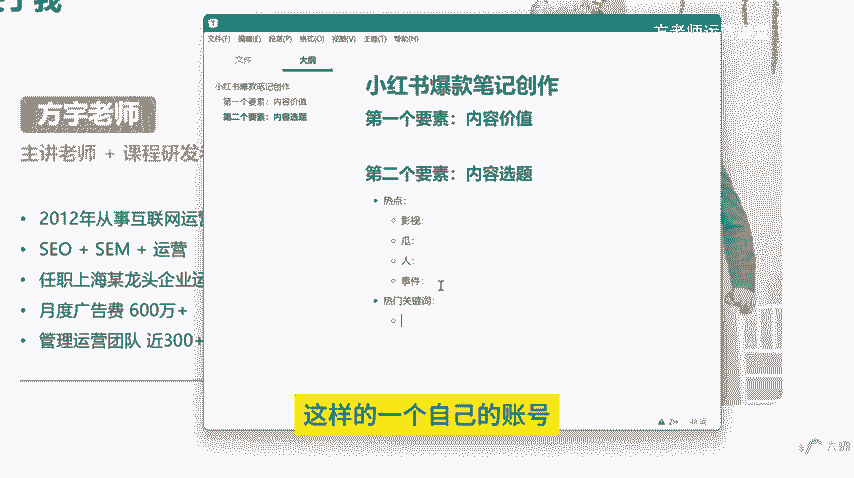 方老师运
文件(F) 编辑(E) 段落(P) 格式(O) 视图(V) 主题(T) 帮助(H)
文件 大纲
小红书爆款笔记创作
第一个要素：内容价值
第二个要素：内容选题
小红书爆款笔记创作
第一个要素：内容价值
第二个要素：内容选题
热点：
影视：
瓜：
人：
事件：
热门关键词：
方宇老师
主讲老师 + 课程研发
2012年从事互联网运营
SEO + SEM + 运营
任职上海某龙头企业运
月度广告费 600万+
管理运营团队 近300+
这样的一个自己的账号